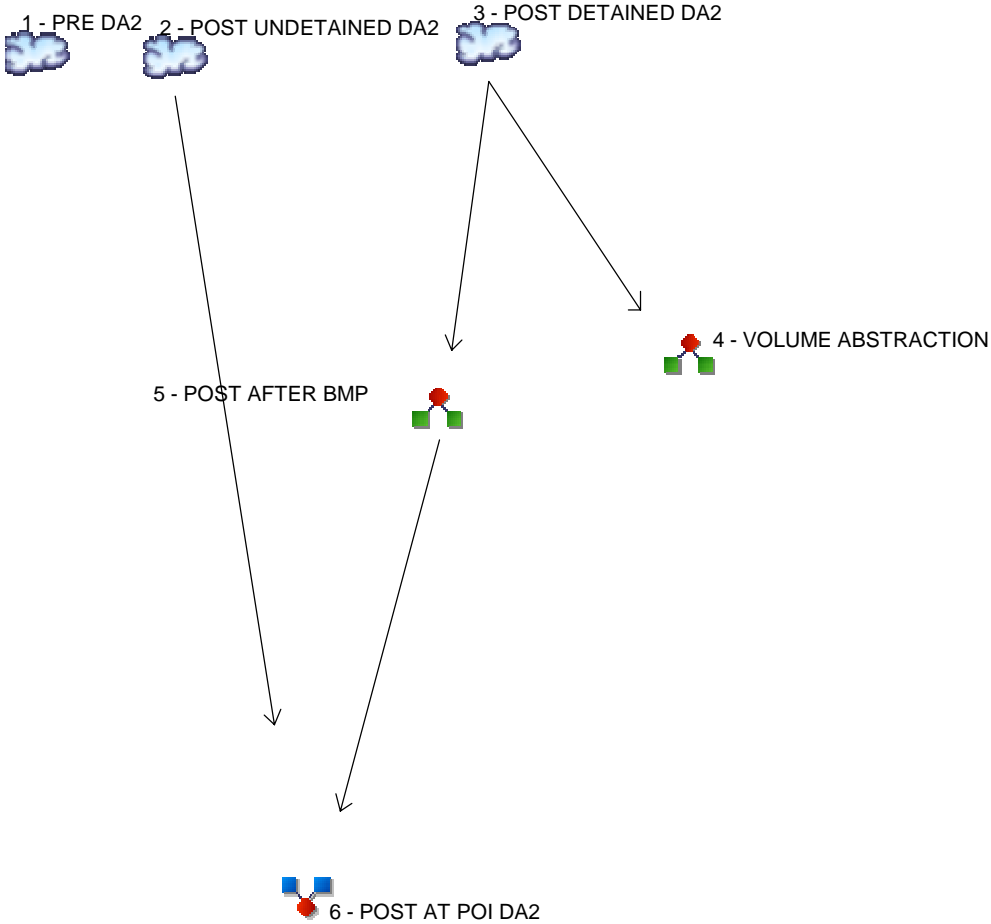 1 - PRE DA2
2 - POST UNDETAINED DA2
3 - POST DETAINED DA2
4 - VOLUME ABSTRACTION
5 - POST AFTER BMP
6 - POST AT POI DA2